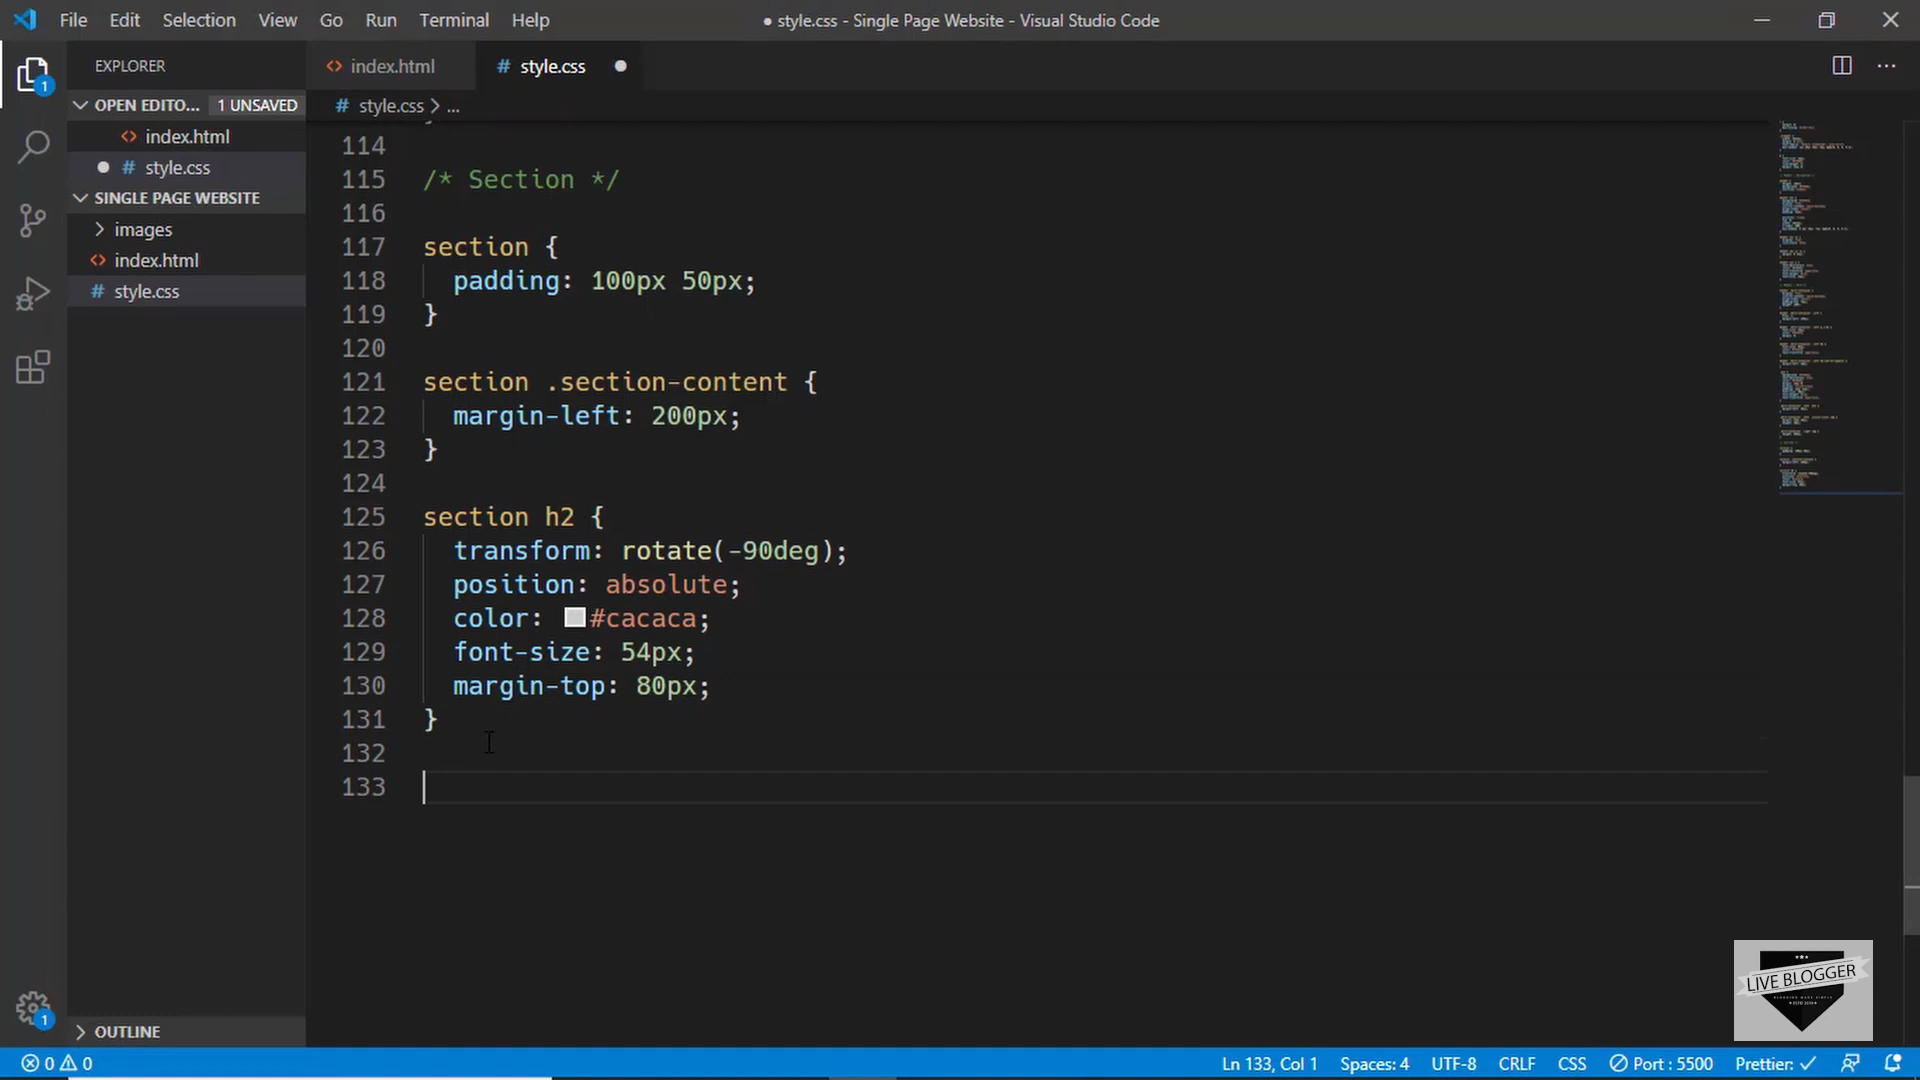 File Edit Selection View Go Run Terminal Help
● style.css - Single Page Website - Visual Studio Code
EXPLORER
OPEN EDITO... 1 UNSAVED
index.html
style.css
SINGLE PAGE WEBSITE
images
index.html
style.css
OUTLINE
index.html
style.css
style.css > ...
114
115 /* Section */
116
117 section {
118 padding: 100px 50px;
119 }
120
121 section .section-content {
122 margin-left: 200px;
123 }
124
125 section h2 {
126 transform: rotate(-90deg);
127 position: absolute;
128 color: #cacaca;
129 font-size: 54px;
130 margin-top: 80px;
131 }
132
133
LIVE BLOGGER
1
1
0 0
Ln 133, Col 1 Spaces: 4 UTF-8 CRLF CSS Port : 5500 Prettier: ✓